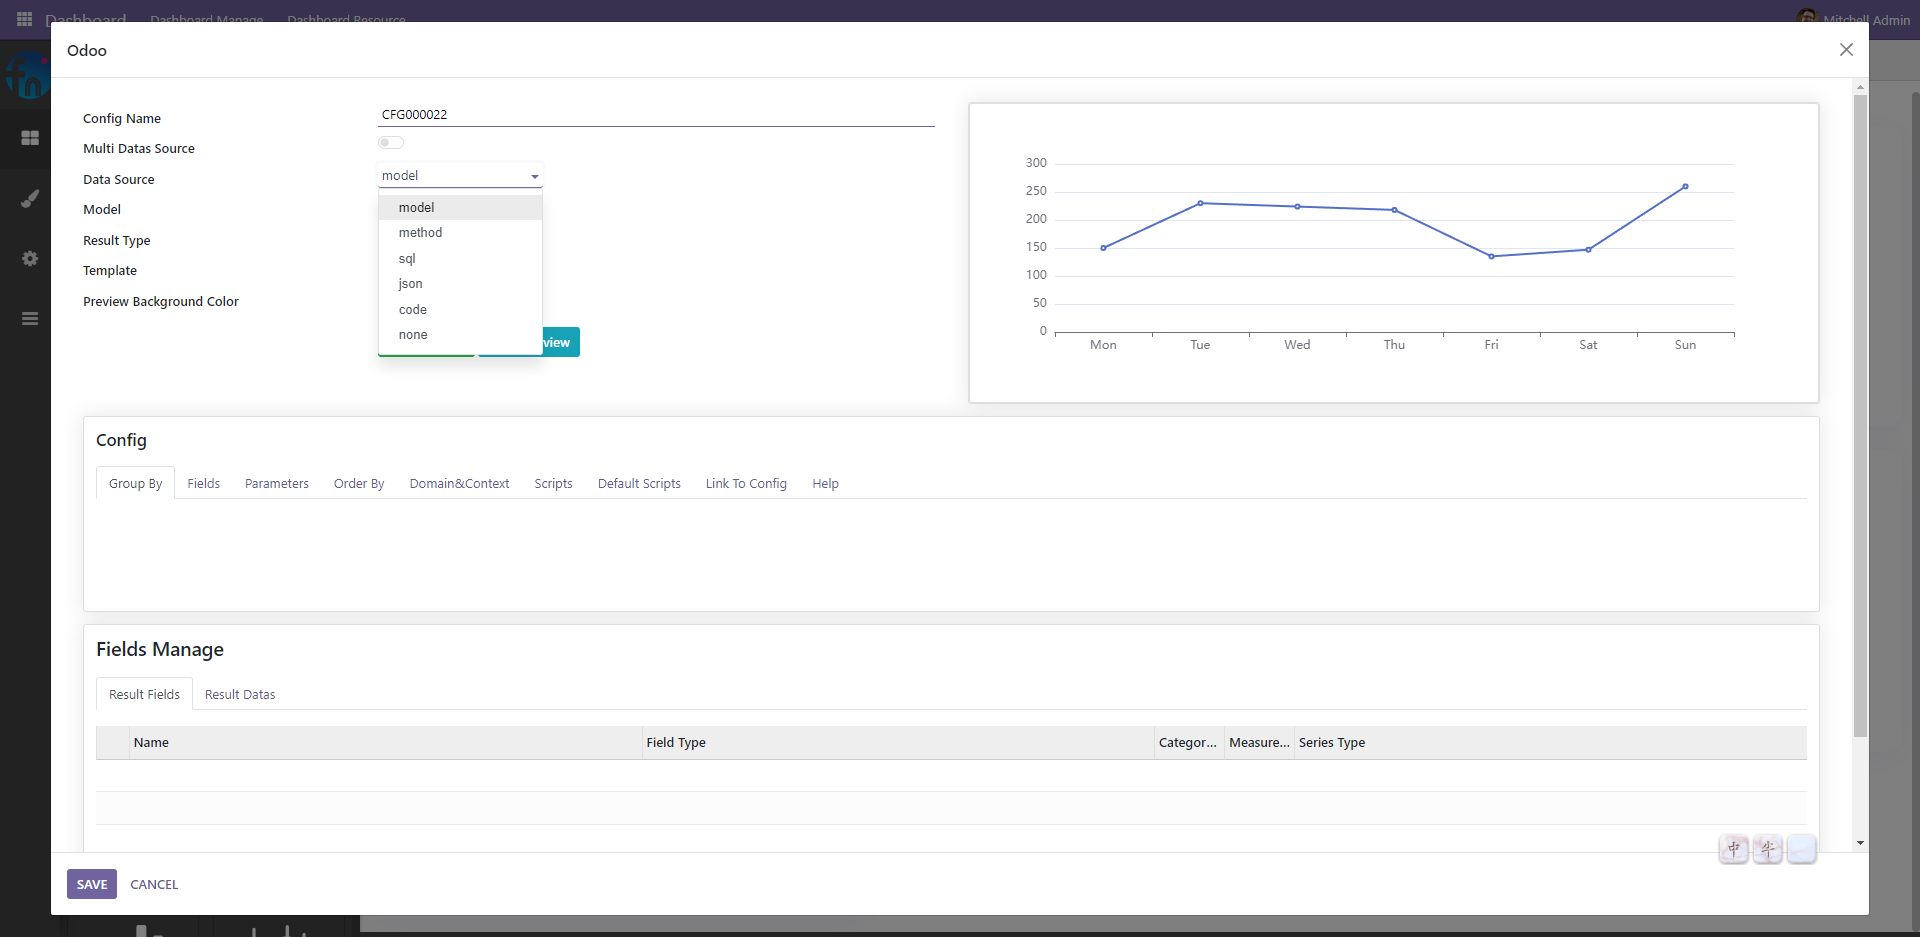 Dashboard Dashboard Manage Dashboard Resource Mitchell Admin
Odoo
Config Name CFG000022
Multi Datas Source
Data Source model
Model
Result Type
Template
Preview Background Color
model
method
sql
json
code
none
view
300
250
200
150
100
50
0
Mon Tue Wed Thu Fri Sat Sun
Config
Group By Fields Parameters Order By Domain&Context Scripts Default Scripts Link To Config Help
Fields Manage
Result Fields Result Datas
Name Field Type Categor... Measure... Series Type
中 半
SAVE CANCEL